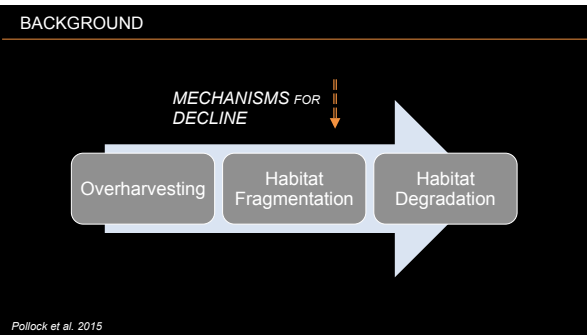 BACKGROUND
MECHANISMS FOR
DECLINE
Overharvesting
Habitat
Fragmentation
Habitat
Degradation
Pollock et al. 2015